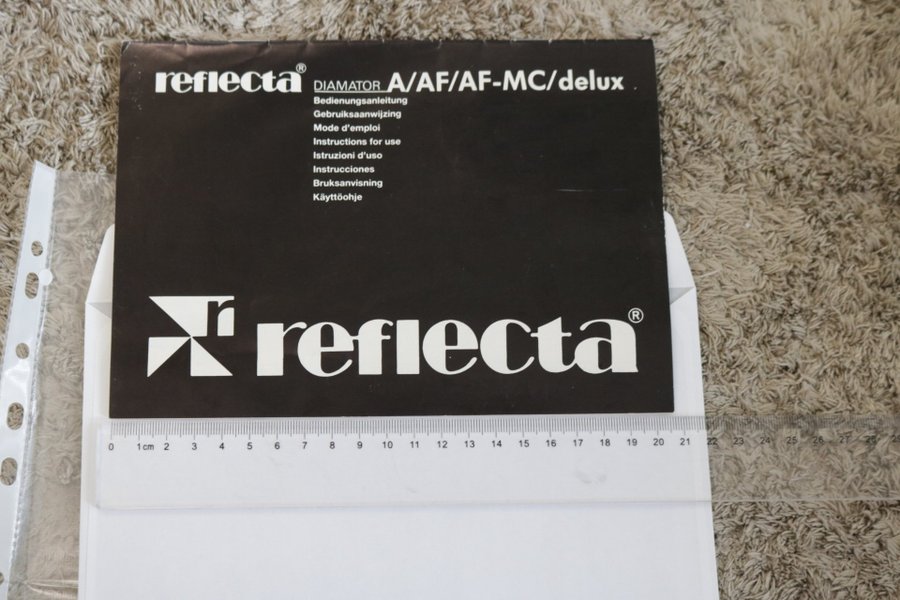 reflecta® DIAMATOR A/AF/AF-MC/delux
Bedienungsanleitung
Gebruiksaanwijzing
Mode d'emploi
Instructions for use
Istruzioni d'uso
Instrucciones
Bruksanvisning
Käyttöohje
r reflecta®
0 1 cm 2 3 4 5 6 7 8 9 10 11 12 13 14 15 16 17 18 19 20 21 22 23 24 25 26 27 28